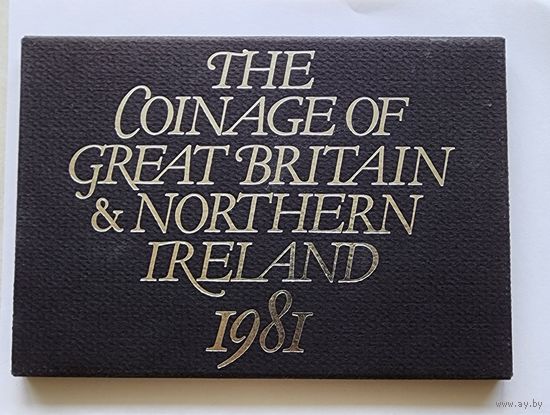 THE
COINAGE OF
GREAT BRITAIN
& NORTHERN
IRELAND
1981
www.ay.by